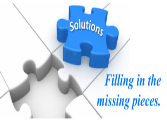 Solutions
Filling in the
missing pieces.